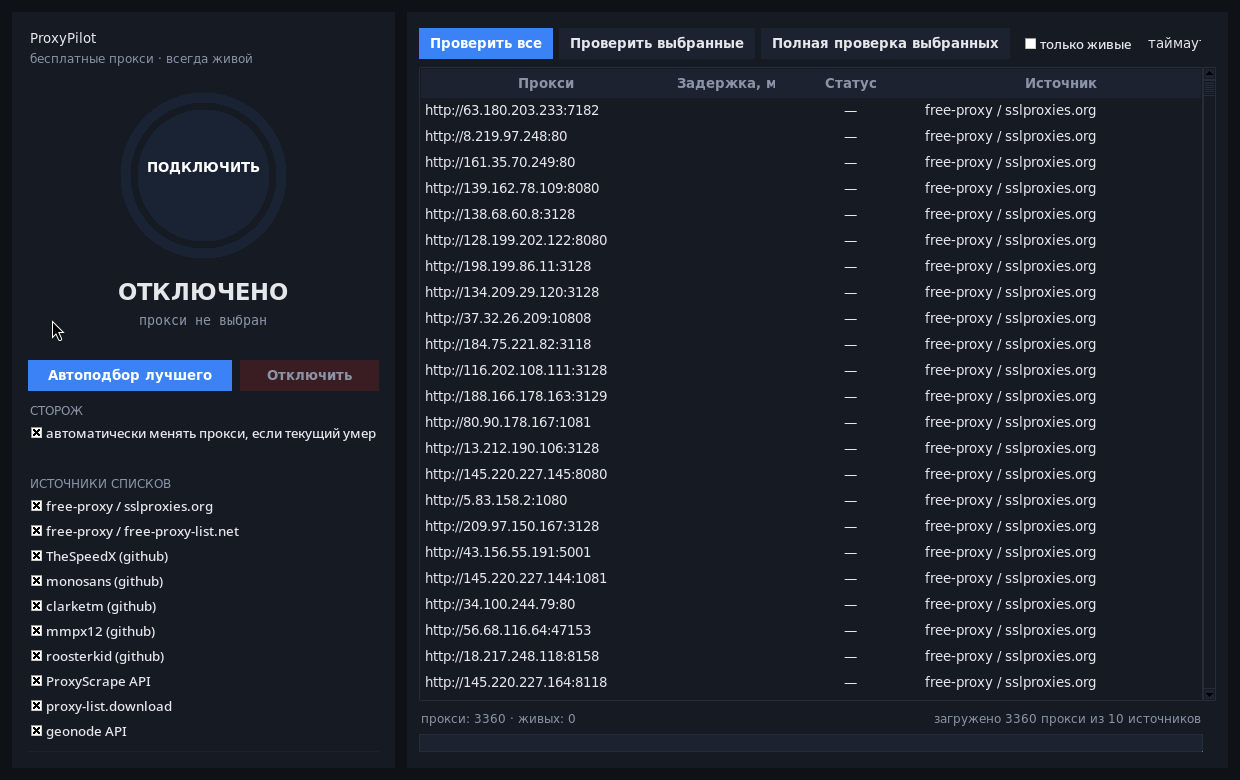 ProxyPilot
бесплатные прокси · всегда живой
ПОДКЛЮЧИТЬ
ОТКЛЮЧЕНО
прокси не выбран
Автоподбор лучшего Отключить
СТОРОЖ
автоматически менять прокси, если текущий умер
ИСТОЧНИКИ СПИСКОВ
free-proxy / sslproxies.org
free-proxy / free-proxy-list.net
TheSpeedX (github)
monosans (github)
clarketm (github)
mmpx12 (github)
roosterkid (github)
ProxyScrape API
proxy-list.download
geonode API
Проверить все Проверить выбранные Полная проверка выбранных только живые таймау
Прокси Задержка, м Статус Источник
http://63.180.203.233:7182 — free-proxy / sslproxies.org
http://8.219.97.248:80 — free-proxy / sslproxies.org
http://161.35.70.249:80 — free-proxy / sslproxies.org
http://139.162.78.109:8080 — free-proxy / sslproxies.org
http://138.68.60.8:3128 — free-proxy / sslproxies.org
http://128.199.202.122:8080 — free-proxy / sslproxies.org
http://198.199.86.11:3128 — free-proxy / sslproxies.org
http://134.209.29.120:3128 — free-proxy / sslproxies.org
http://37.32.26.209:10808 — free-proxy / sslproxies.org
http://184.75.221.82:3118 — free-proxy / sslproxies.org
http://116.202.108.111:3128 — free-proxy / sslproxies.org
http://188.166.178.163:3129 — free-proxy / sslproxies.org
http://80.90.178.167:1081 — free-proxy / sslproxies.org
http://13.212.190.106:3128 — free-proxy / sslproxies.org
http://145.220.227.145:8080 — free-proxy / sslproxies.org
http://5.83.158.2:1080 — free-proxy / sslproxies.org
http://209.97.150.167:3128 — free-proxy / sslproxies.org
http://43.156.55.191:5001 — free-proxy / sslproxies.org
http://145.220.227.144:1081 — free-proxy / sslproxies.org
http://34.100.244.79:80 — free-proxy / sslproxies.org
http://56.68.116.64:47153 — free-proxy / sslproxies.org
http://18.217.248.118:8158 — free-proxy / sslproxies.org
http://145.220.227.164:8118 — free-proxy / sslproxies.org
прокси: 3360 · живых: 0 загружено 3360 прокси из 10 источников